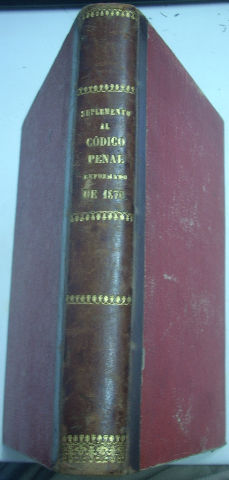 SUPLEMENTO
AL
CÓDIGO
PENAL
REFORMADO
DE 1870